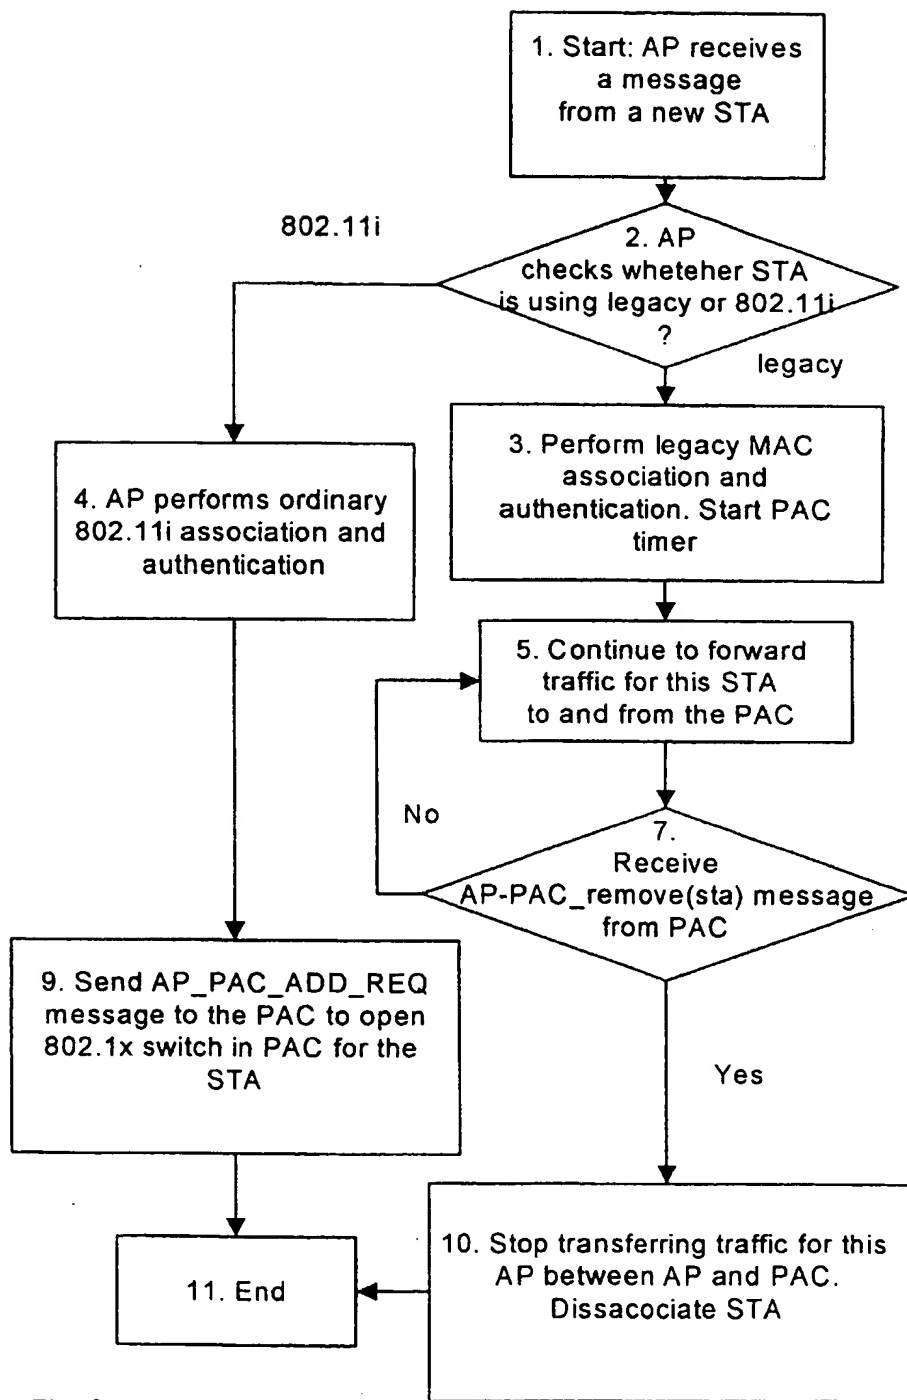 1. Start: AP receives
a message
from a new STA
802.11i
2. AP
checks wheteher STA
is using legacy or 802.11i
?
legacy
3. Perform legacy MAC
association and
authentication. Start PAC
timer
4. AP performs ordinary
802.11i association and
authentication
5. Continue to forward
traffic for this STA
to and from the PAC
No
7.
Receive
AP-PAC_remove(sta) message
from PAC
9. Send AP_PAC_ADD_REQ
message to the PAC to open
802.1x switch in PAC for the
STA
Yes
10. Stop transferring traffic for this
AP between AP and PAC.
Dissacociate STA
11. End